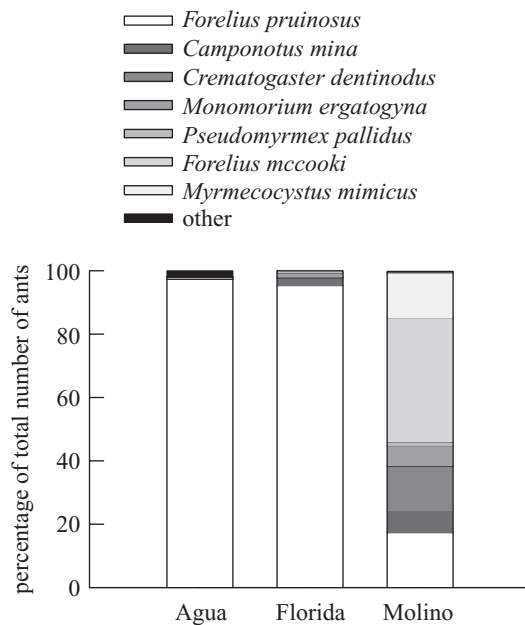 Forelius pruinosus
Camponotus mina
Crematogaster dentinodus
Monomorium ergatogyna
Pseudomyrmex pallidus
Forelius mccooki
Myrmecocystus mimicus
other
percentage of total number of ants
100
80
60
40
20
0
Agua Florida Molino